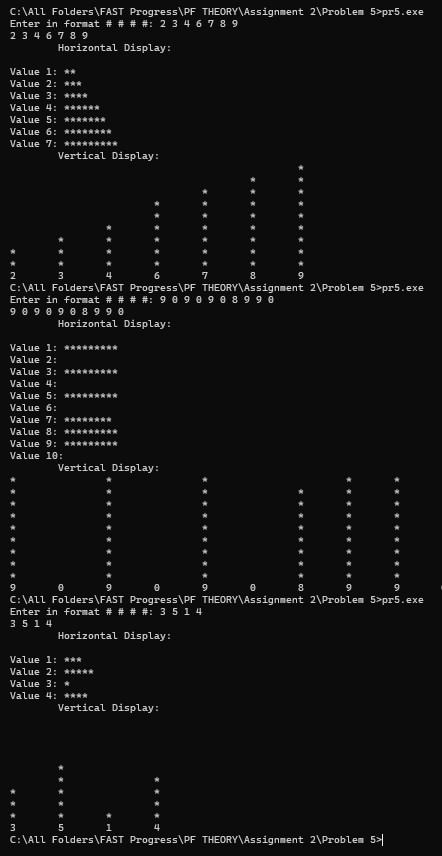 C:\All Folders\FAST Progress\PF THEORY\Assignment 2\Problem 5>pr5.exe
Enter in format # # # #: 2 3 4 6 7 8 9
2 3 4 6 7 8 9
        Horizontal Display:

Value 1: **
Value 2: ***
Value 3: ****
Value 4: ******
Value 5: *******
Value 6: ********
Value 7: *********
        Vertical Display:
                                                *
                                        *       *
                                *       *       *
                        *       *       *       *
                        *       *       *       *
                *       *       *       *       *
        *       *       *       *       *       *
*       *       *       *       *       *       *
*       *       *       *       *       *       *
2       3       4       6       7       8       9
C:\All Folders\FAST Progress\PF THEORY\Assignment 2\Problem 5>pr5.exe
Enter in format # # # #: 9 0 9 0 9 0 8 9 9 0
9 0 9 0 9 0 8 9 9 0
        Horizontal Display:

Value 1: *********
Value 2:
Value 3: *********
Value 4:
Value 5: *********
Value 6:
Value 7: ********
Value 8: *********
Value 9: *********
Value 10:
        Vertical Display:
*               *               *                       *       *
*               *               *               *       *       *
*               *               *               *       *       *
*               *               *               *       *       *
*               *               *               *       *       *
*               *               *               *       *       *
*               *               *               *       *       *
*               *               *               *       *       *
*               *               *               *       *       *
9       0       9       0       9       0       8       9       9
C:\All Folders\FAST Progress\PF THEORY\Assignment 2\Problem 5>pr5.exe
Enter in format # # # #: 3 5 1 4
3 5 1 4
        Horizontal Display:

Value 1: ***
Value 2: *****
Value 3: *
Value 4: ****
        Vertical Display:




        *
        *               *
*       *               *
*       *               *
*       *       *       *
3       5       1       4
C:\All Folders\FAST Progress\PF THEORY\Assignment 2\Problem 5>